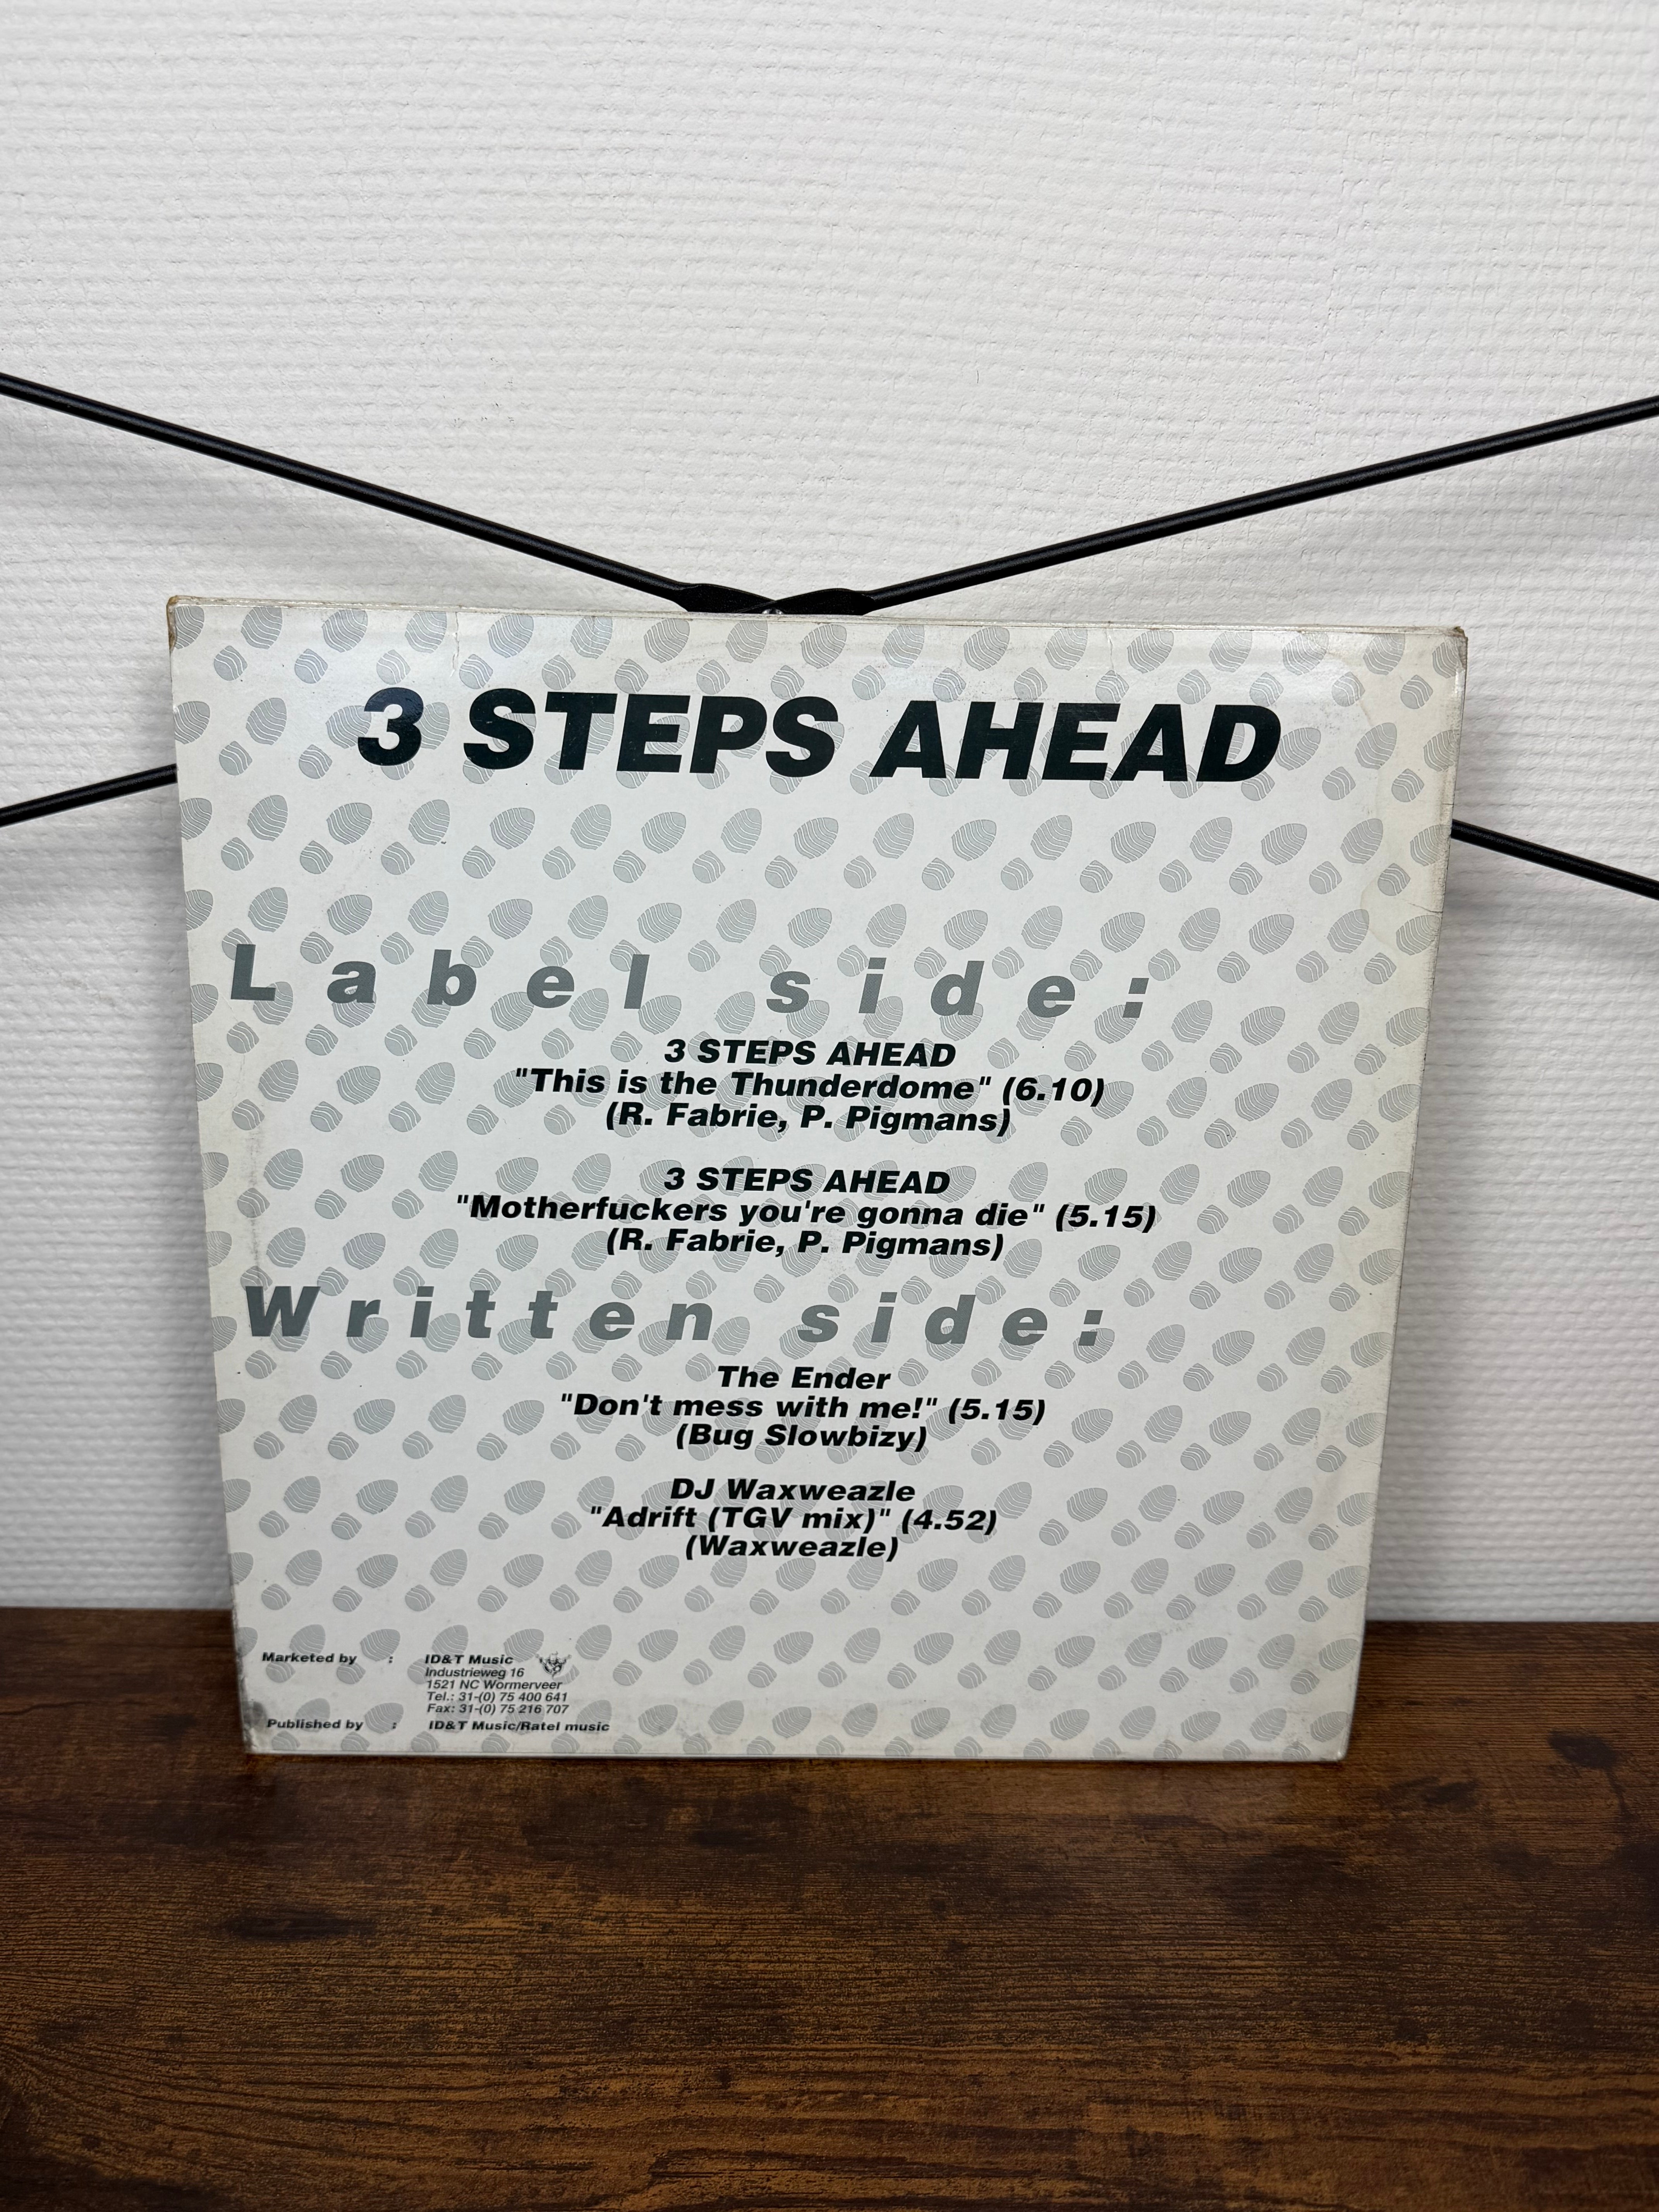 3 STEPS AHEAD
Label side:
3 STEPS AHEAD
"This is the Thunderdome" (6.10)
(R. Fabrie, P. Pigmans)
3 STEPS AHEAD
"Motherfuckers you're gonna die" (5.15)
(R. Fabrie, P. Pigmans)
Written side:
The Ender
"Don't mess with me!" (5.15)
(Bug Slowbizy)
DJ Waxweazle
"Adrift (TGV mix)" (4.52)
(Waxweazle)
Marketed by : ID&T Music
Industrieweg 16
1521 NC Wormerveer
Tel.: 31-(0) 75 400 641
Fax: 31-(0) 75 216 707
Published by : ID&T Music/Ratel music